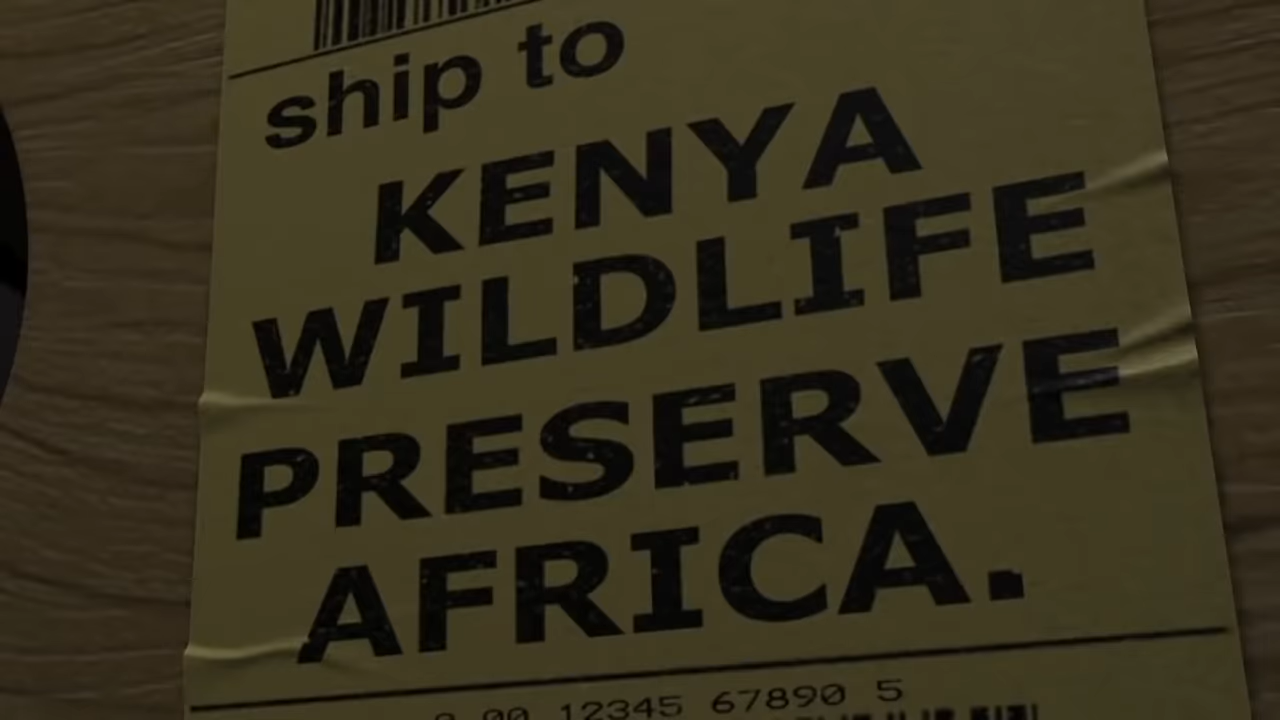 ship to
KENYA
WILDLIFE
PRESERVE
AFRICA.
00 12345 67890 5